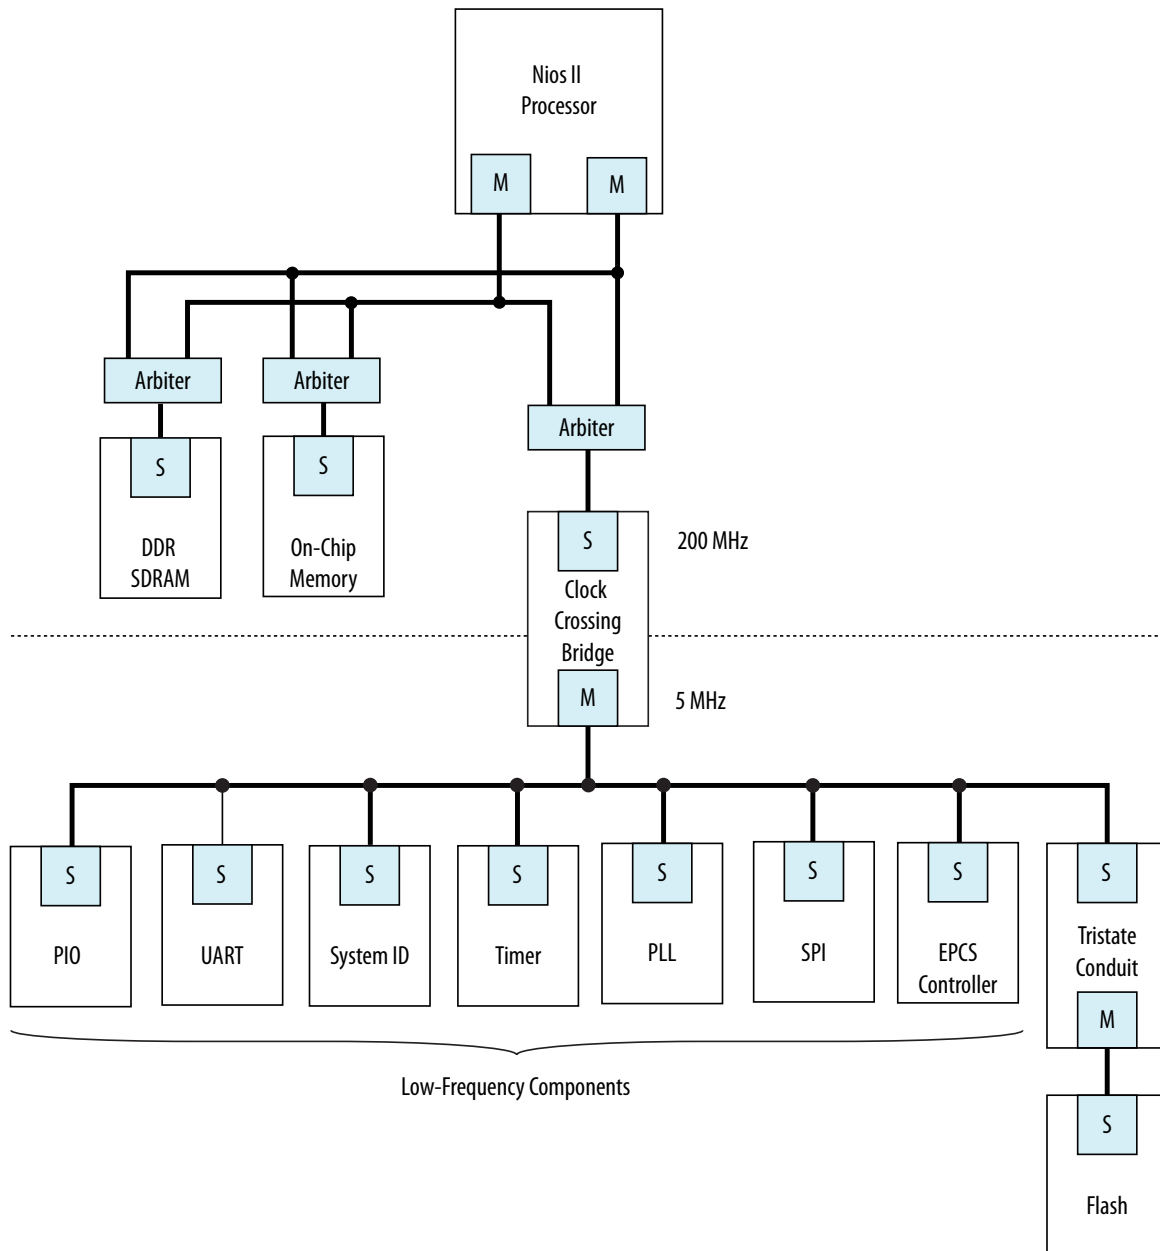 Nios II
Processor
M
M
Arbiter
Arbiter
Arbiter
S
S
DDR
SDRAM
On-Chip
Memory
S
200 MHz
Clock
Crossing
Bridge
M
5 MHz
S
S
S
S
S
S
S
S
PIO
UART
System ID
Timer
PLL
SPI
EPCS
Controller
Tristate
Conduit
M
Low-Frequency Components
S
Flash